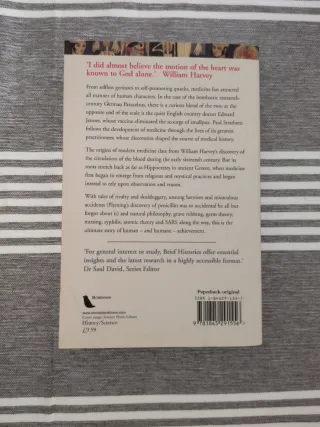 'I did almost believe the motion of the heart was
known to God alone.' William Harvey
From selfless geniuses to self-promoting quacks, medicine has attracted
all manner of human characters. In the case of the
German Paracelsus, there is a curious blend of the two; at the
opposite end of the scale is the quiet English country doctor Edward
Jenner, whose vaccine eliminated the scourge of smallpox. Paul Strathern
follows the development of medicine through the lives of its greatest
practitioners, whose discoveries shaped the course of medical history.
The origins of modern medicine date from William Harvey's discovery of
the circulation of the blood during the early sixteenth century. But its
roots stretch back as far as Hippocrates in ancient Greece, when medicine
first began to emerge from religious and mystical practices and began
instead to rely upon observation and reason.
With tales of rivalry and skulduggery, unsung heroes and miraculous
accidents (Fleming's discovery of penicillin was so accidental he all but
forgot about it) and natural philosophy, grave robbing, germ theory,
nursing, syphilis, atomic theory and SARS along the way, this is the
ultimate story of human – and humane, – achievement.
'For general interest or study, Brief Histories offer essential
insights and the latest research in a highly accessible format.'
Dr Saul David, Series Editor
Paperback original
ROBINSON
History/Science
£9.99